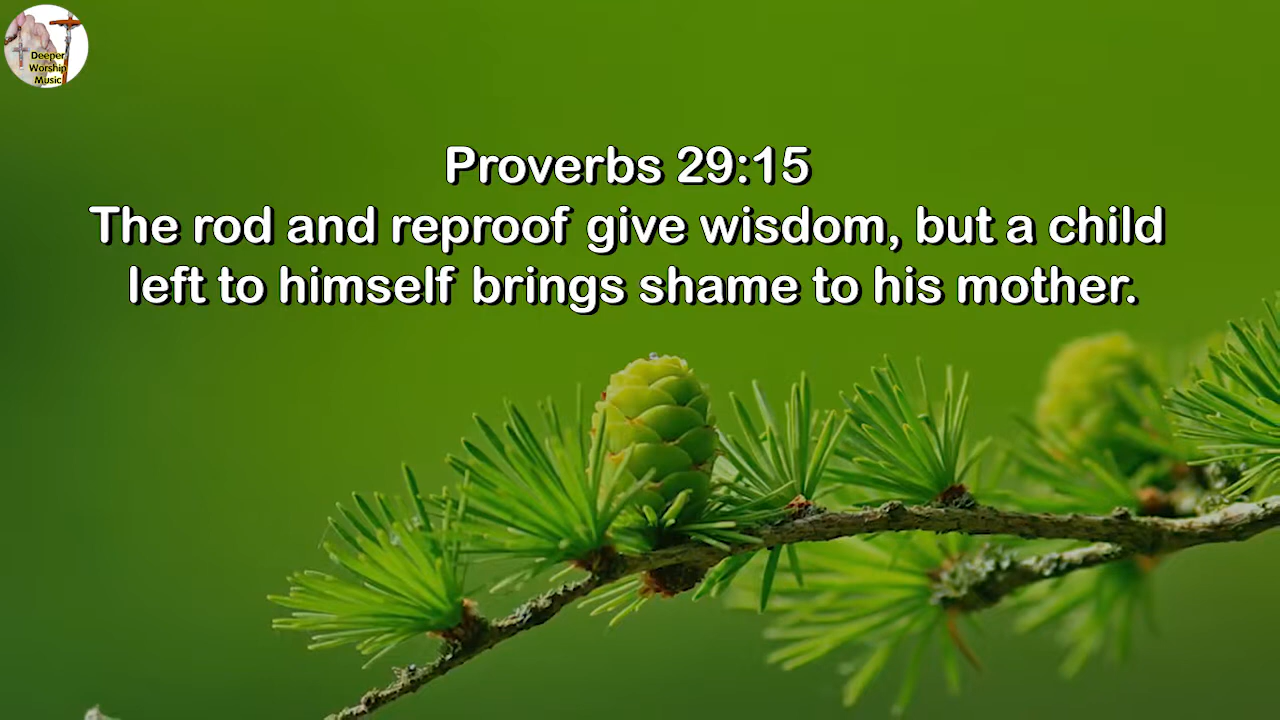 Deeper
Worship
Music
Proverbs 29:15
The rod and reproof give wisdom, but a child
left to himself brings shame to his mother.